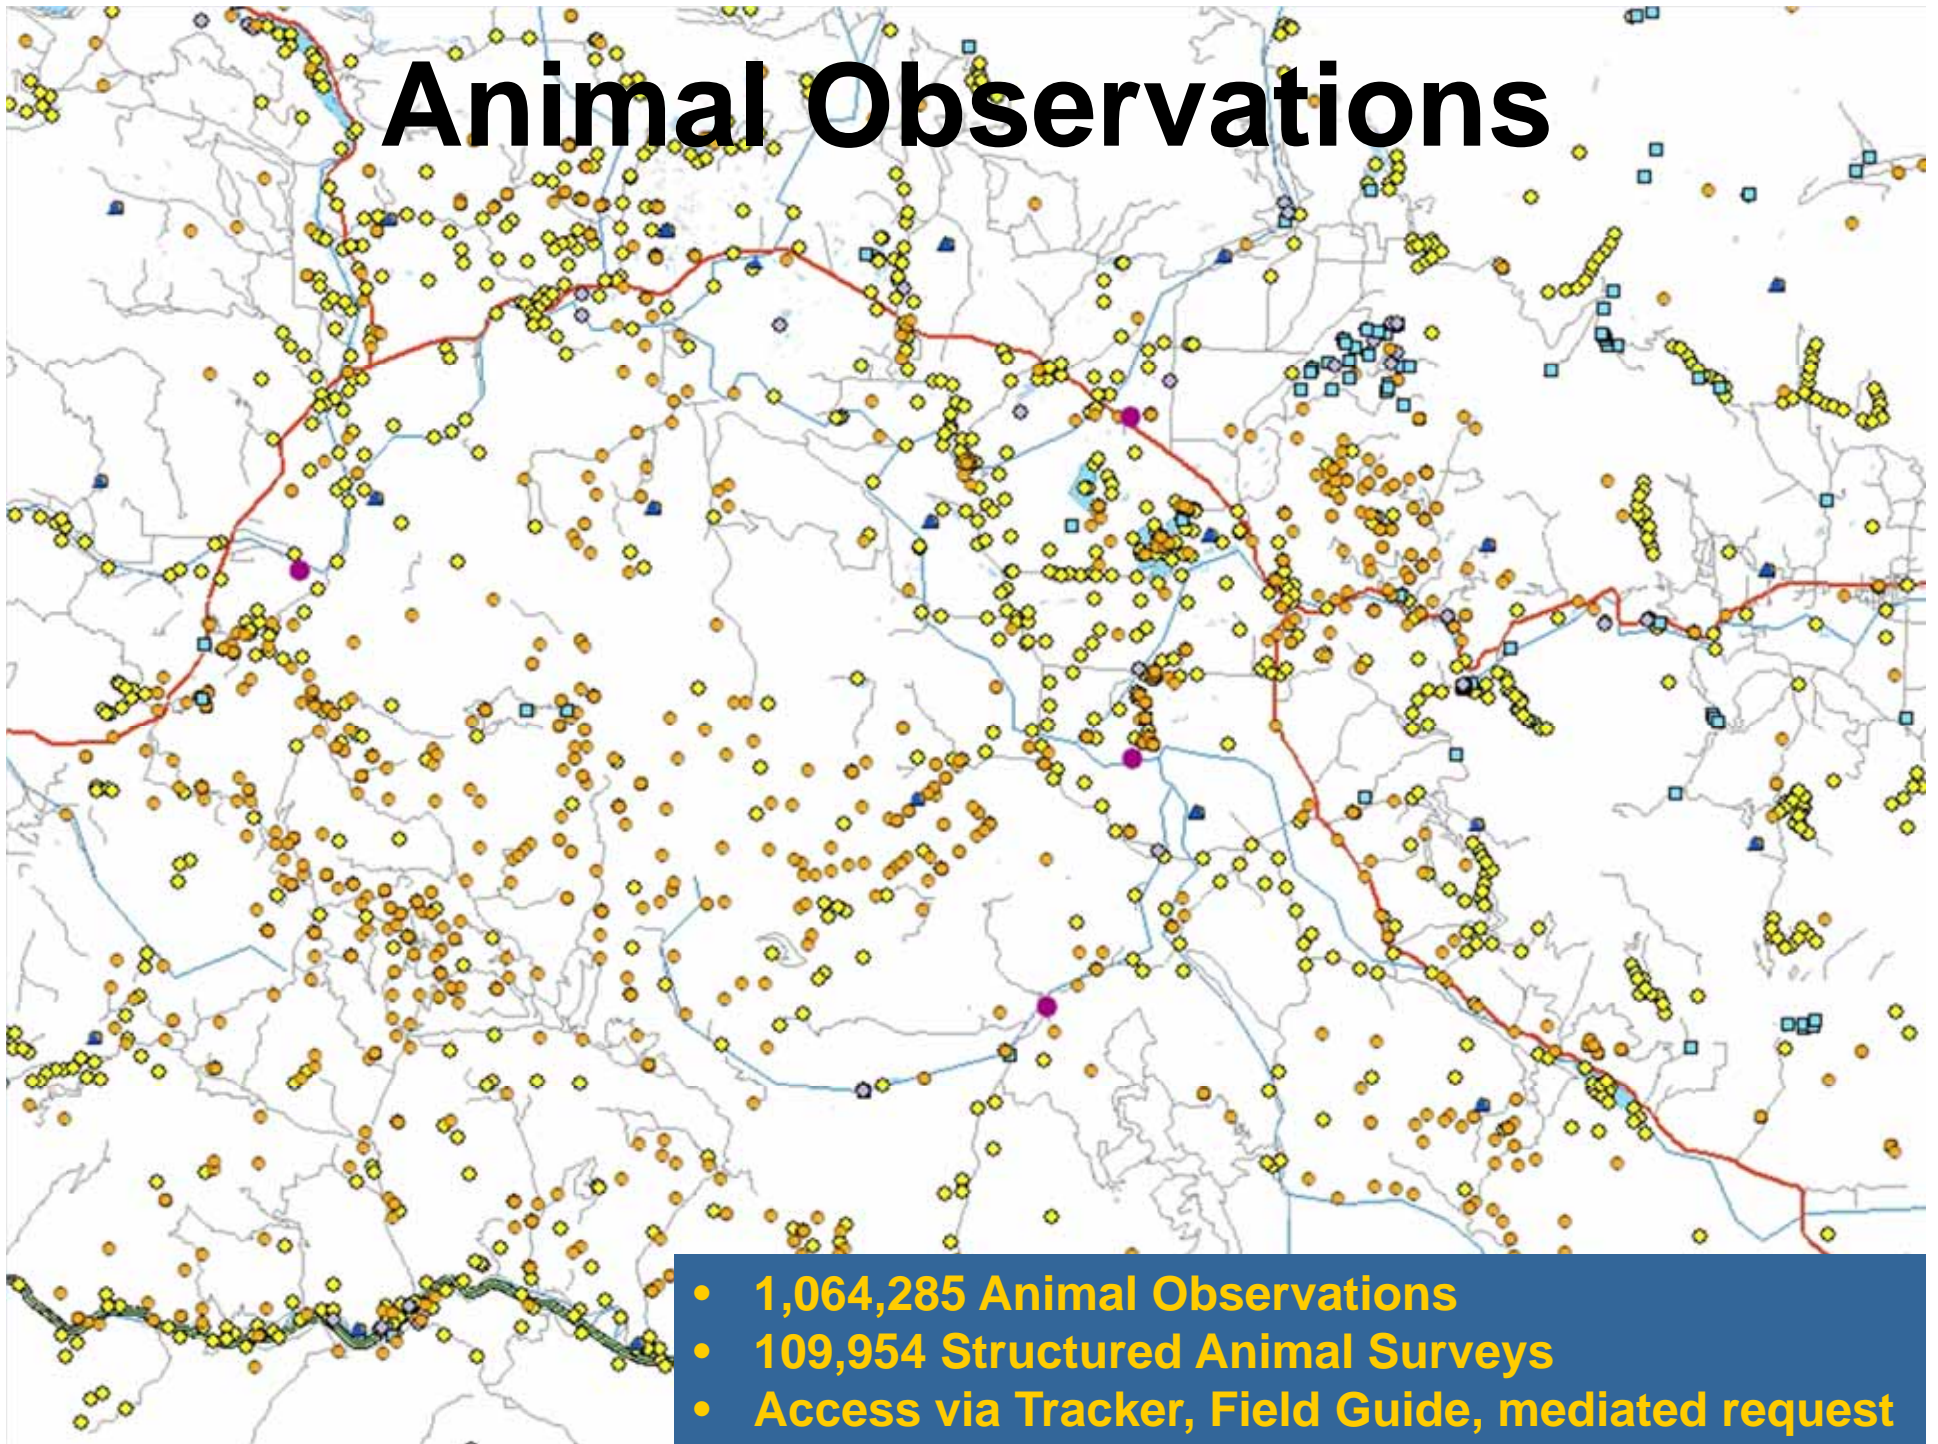 Animal Observations
• 1,064,285 Animal Observations
• 109,954 Structured Animal Surveys
• Access via Tracker, Field Guide, mediated request